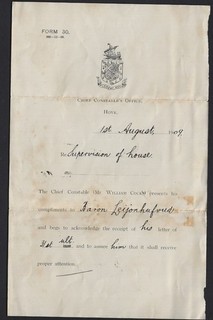 FORM 30.
CHIEF CONSTABLE'S OFFICE,
HOVE,
1st August, 1904
Re Supervision of house
The Chief Constable (Mr. WILLIAM presents his
compliments to Baron Leijonhufvud
and begs to acknowledge the receipt of his letter of
31st ult. and to assure him that it shall receive
proper attention.